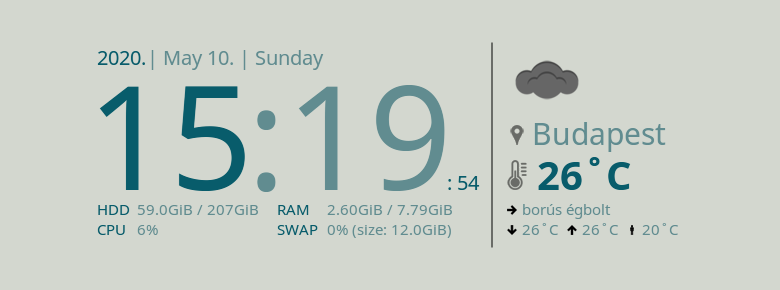 2020.| May 10. | Sunday
15:19: 54
HDD 59.0GiB / 207GiB RAM 2.60GiB / 7.79GiB
CPU 6% SWAP 0% (size: 12.0GiB)
Budapest
26°C
borús égbolt
26°C 26°C 20°C